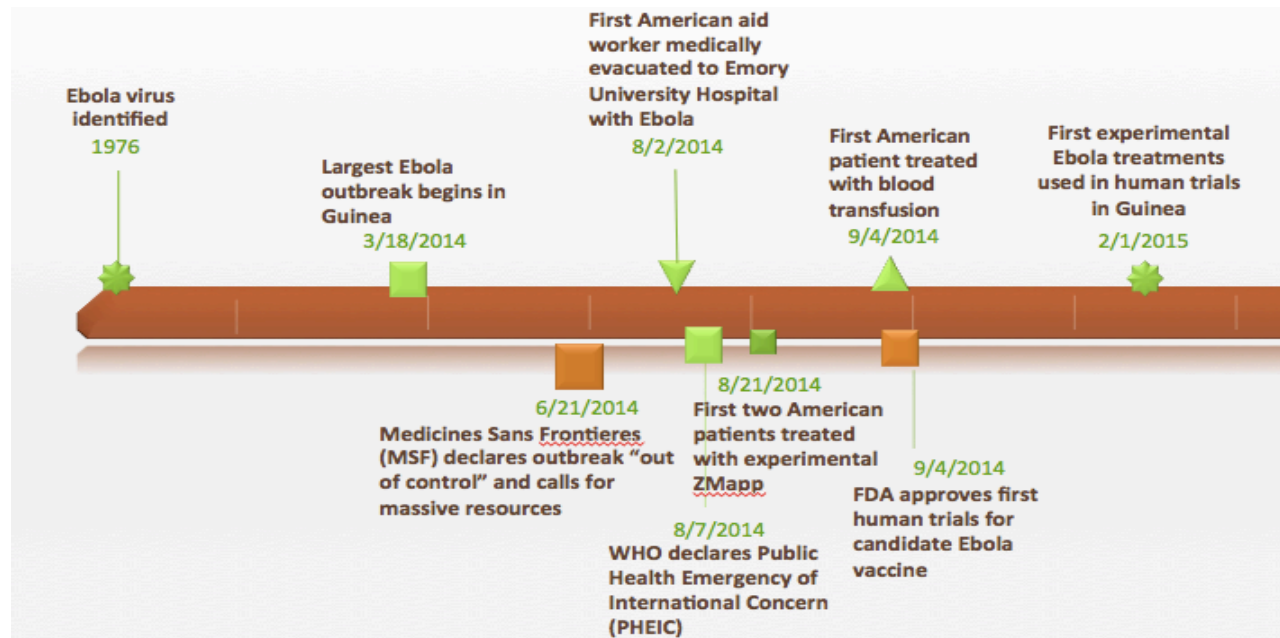 Ebola virus
identified
1976
Largest Ebola
outbreak begins in
Guinea
3/18/2014
First American aid
worker medically
evacuated to Emory
University Hospital
with Ebola
8/2/2014
First American
patient treated
with blood
transfusion
9/4/2014
First experimental
Ebola treatments
used in human trials
in Guinea
2/1/2015
6/21/2014
Medicines Sans Frontieres
(MSF) declares outbreak “out
of control” and calls for
massive resources
8/7/2014
WHO declares Public
Health Emergency of
International Concern
(PHEIC)
8/21/2014
First two American
patients treated
with experimental
ZMapp
9/4/2014
FDA approves first
human trials for
candidate Ebola
vaccine